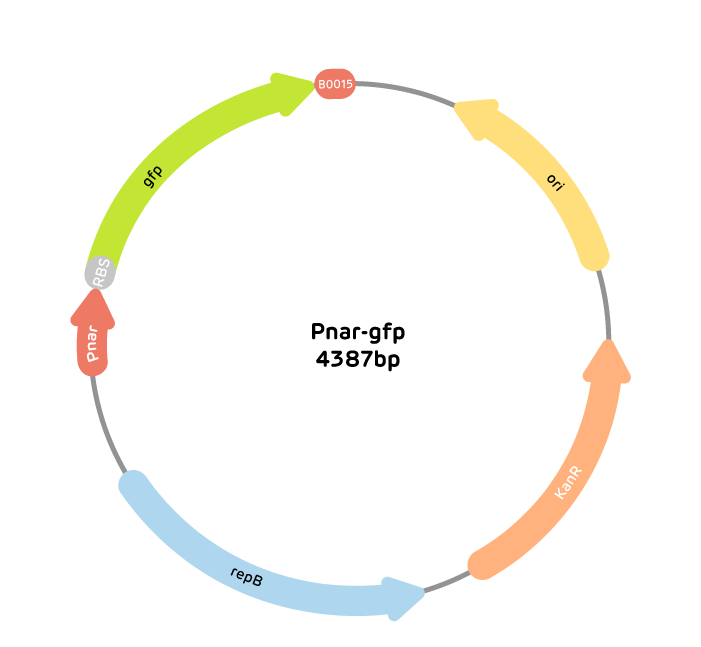 B0015
gfp
ori
RBS
Pnar
Pnar-gfp
4387bp
KanR
repB